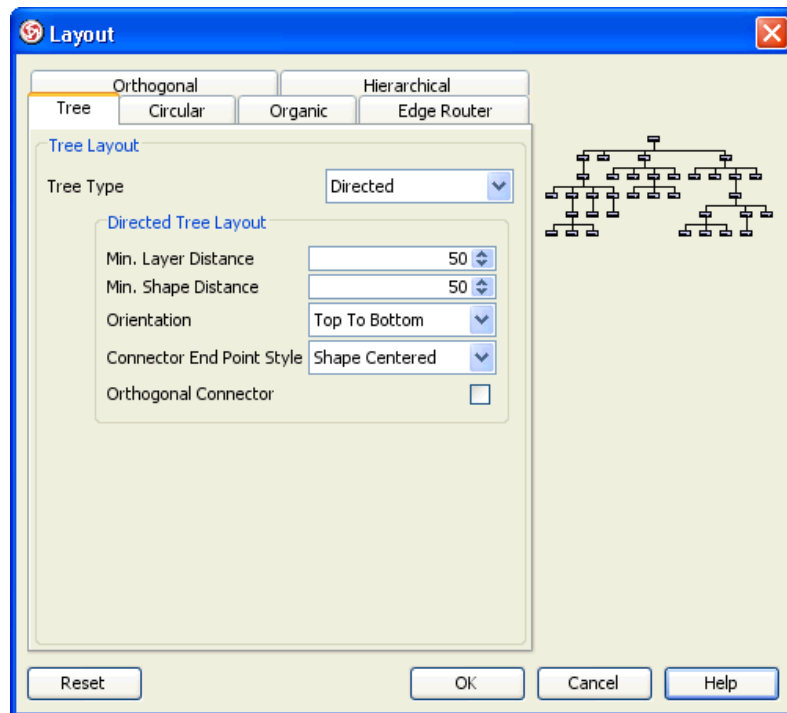 Layout
Orthogonal Hierarchical
Tree Circular Organic Edge Router
Tree Layout
Tree Type Directed
Directed Tree Layout
Min. Layer Distance 50
Min. Shape Distance 50
Orientation Top To Bottom
Connector End Point Style Shape Centered
Orthogonal Connector
Reset OK Cancel Help